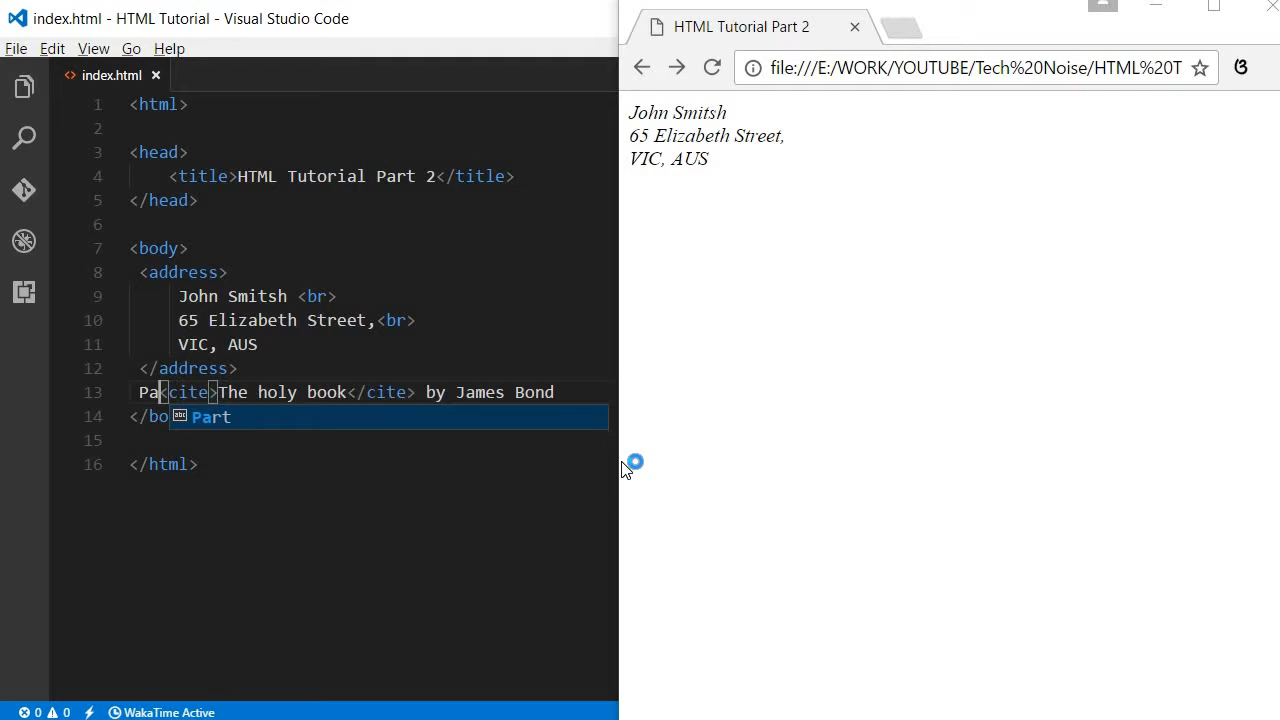 index.html - HTML Tutorial - Visual Studio Code
File Edit View Go Help
<> index.html ×
1 <html>
2
3 <head>
4 <title>HTML Tutorial Part 2</title>
5 </head>
6
7 <body>
8 <address>
9 John Smitsh <br>
10 65 Elizabeth Street,<br>
11 VIC, AUS
12 </address>
13 Pa<cite>The holy book</cite> by James Bond
14 </bo
abc Part
15
16 </html>
0 0 WakaTime Active
HTML Tutorial Part 2 ×
file:///E:/WORK/YOUTUBE/Tech%20Noise/HTML%20T
John Smitsh
65 Elizabeth Street,
VIC, AUS